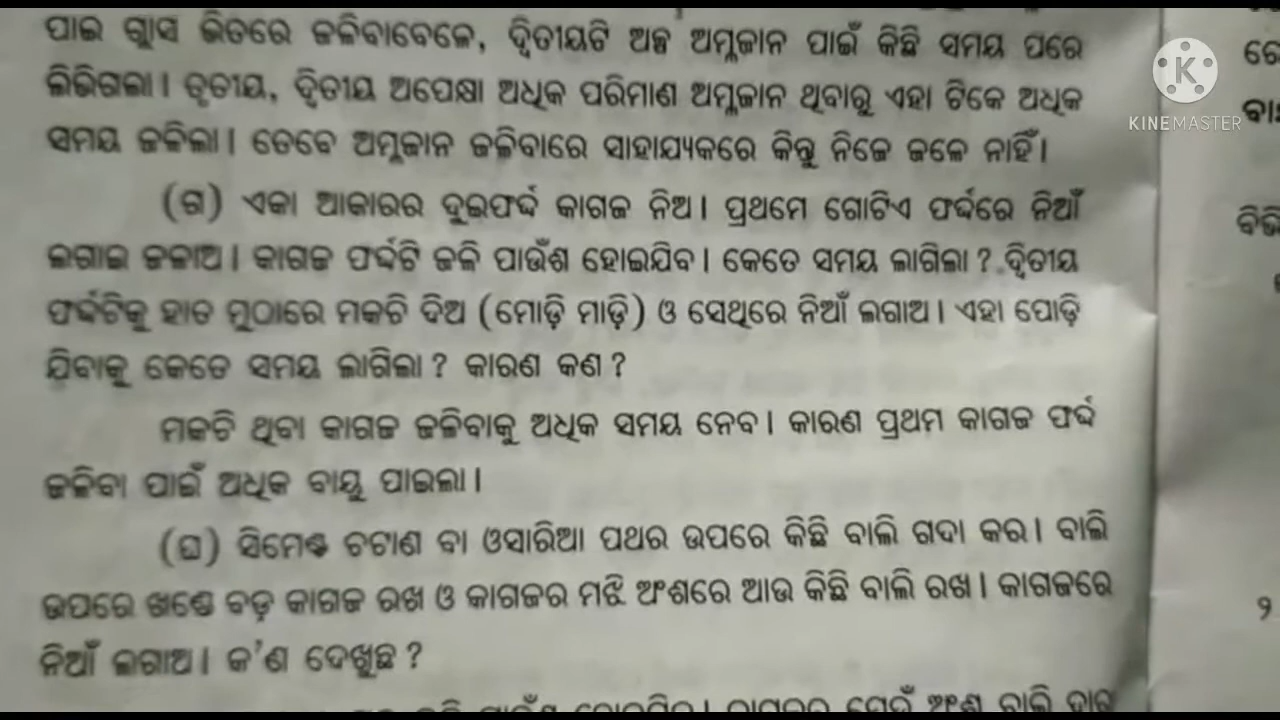 ପାଇ ଗ୍ଲାସ ଭିତରେ ଜଳିବାବେଳେ, ଦ୍ୱିତୀୟଟି ଅଳ୍ପ ଅମ୍ଳଜାନ ପାଇଁ କିଛି ସମୟ ପରେ
ଲିଭିଗଲା। ତୃତୀୟ, ଦ୍ୱିତୀୟ ଅପେକ୍ଷା ଅଧିକ ପରିମାଣ ଅମ୍ଳଜାନ ଥିବାରୁ ଏହା ଟିକେ ଅଧିକ
ସମୟ ଜଳିଲା। ତେବେ ଅମ୍ଳଜାନ ଜଳିବାରେ ସାହାଯ୍ୟକରେ କିନ୍ତୁ ନିଜେ ଜଳେ ନାହିଁ।
(ଗ) ଏକା ଆକାରର ଦୁଇଫର୍ଦ୍ଦ କାଗଜ ନିଅ। ପ୍ରଥମେ ଗୋଟିଏ ଫର୍ଦ୍ଦରେ ନିଆଁ
ଲଗାଇ ଜଳାଅ। କାଗଜ ଫର୍ଦ୍ଦଟି ଜଳି ପାଉଁଶ ହୋଇଯିବ। କେତେ ସମୟ ଲାଗିଲା? ଦ୍ୱିତୀୟ
ଫର୍ଦ୍ଦଟିକୁ ହାତ ମୁଠାରେ ମକଚି ଦିଅ (ମୋଡ଼ି ମାଡ଼ି) ଓ ସେଥିରେ ନିଆଁ ଲଗାଅ। ଏହା ପୋଡ଼ି
ଯିବାକୁ କେତେ ସମୟ ଲାଗିଲା? କାରଣ କଣ?
ମକଚି ଥିବା କାଗଜ ଜଳିବାକୁ ଅଧିକ ସମୟ ନେବ। କାରଣ ପ୍ରଥମ କାଗଜ ଫର୍ଦ୍ଦ
ଜଳିବା ପାଇଁ ଅଧିକ ବାୟୁ ପାଇଲା।
(ଘ) ସିମେଣ୍ଟ ଚଟାଣ ବା ଓସାରିଆ ପଥର ଉପରେ କିଛି ବାଲି ଗଦା କର। ବାଲି
ଉପରେ ଖଣ୍ଡେ ବଡ଼ କାଗଜ ରଖ ଓ କାଗଜର ମଝି ଅଂଶରେ ଆଉ କିଛି ବାଲି ରଖ। କାଗଜରେ
ନିଆଁ ଲଗାଅ। କ'ଣ ଦେଖୁଛ?
KINEMASTER
୨